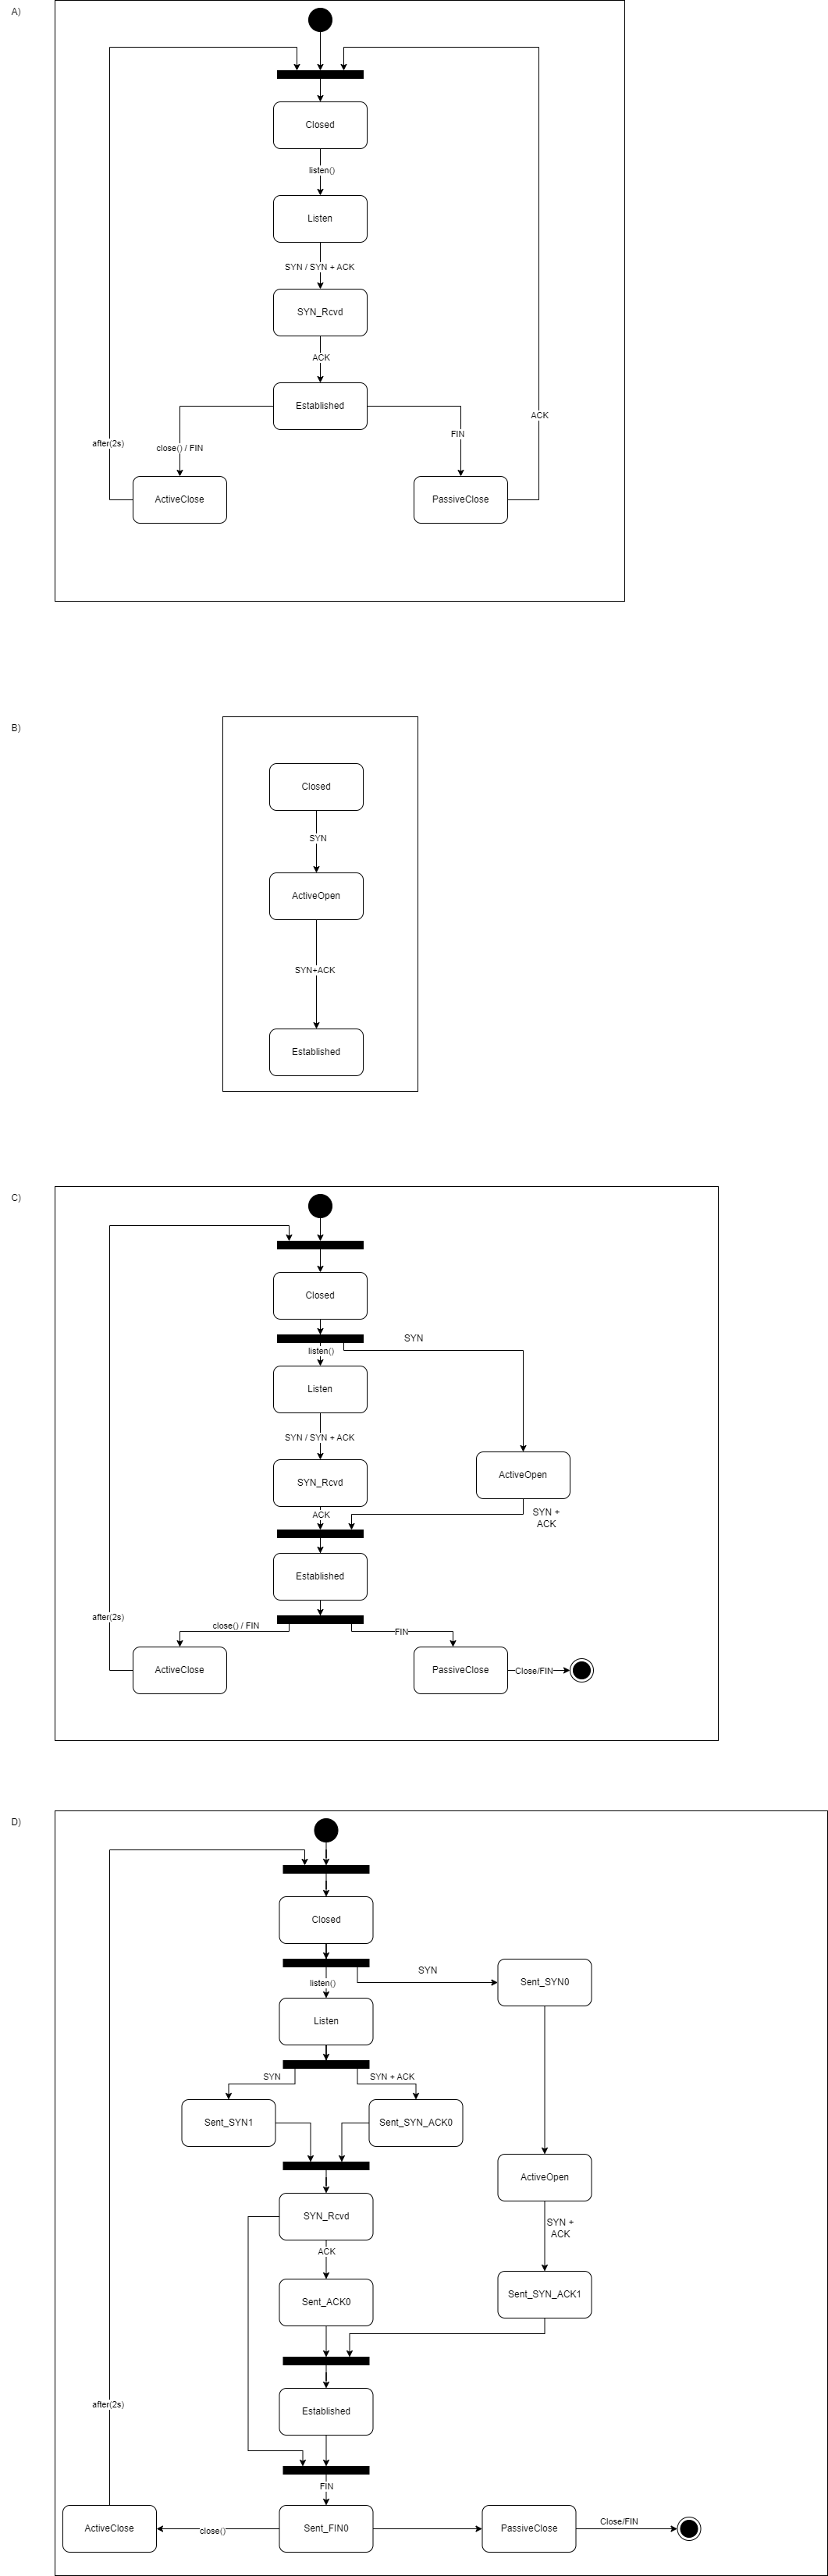 A)
Closed
listen()
Listen
SYN / SYN + ACK
SYN_Rcvd
ACK
Established
ACK
FIN
after(2s)
close() / FIN
ActiveClose
PassiveClose
B)
Closed
SYN
ActiveOpen
SYN+ACK
Established
C)
Closed
SYN
listen()
Listen
SYN / SYN + ACK
ActiveOpen
SYN_Rcvd
ACK
SYN +
ACK
Established
after(2s)
close() / FIN
FIN
ActiveClose
PassiveClose
Close/FIN
D)
Closed
SYN
listen()
Sent_SYN0
Listen
SYN
SYN + ACK
Sent_SYN1
Sent_SYN_ACK0
ActiveOpen
SYN_Rcvd
SYN +
ACK
ACK
Sent_ACK0
Sent_SYN_ACK1
after(2s)
Established
FIN
ActiveClose
close()
Sent_FIN0
PassiveClose
Close/FIN